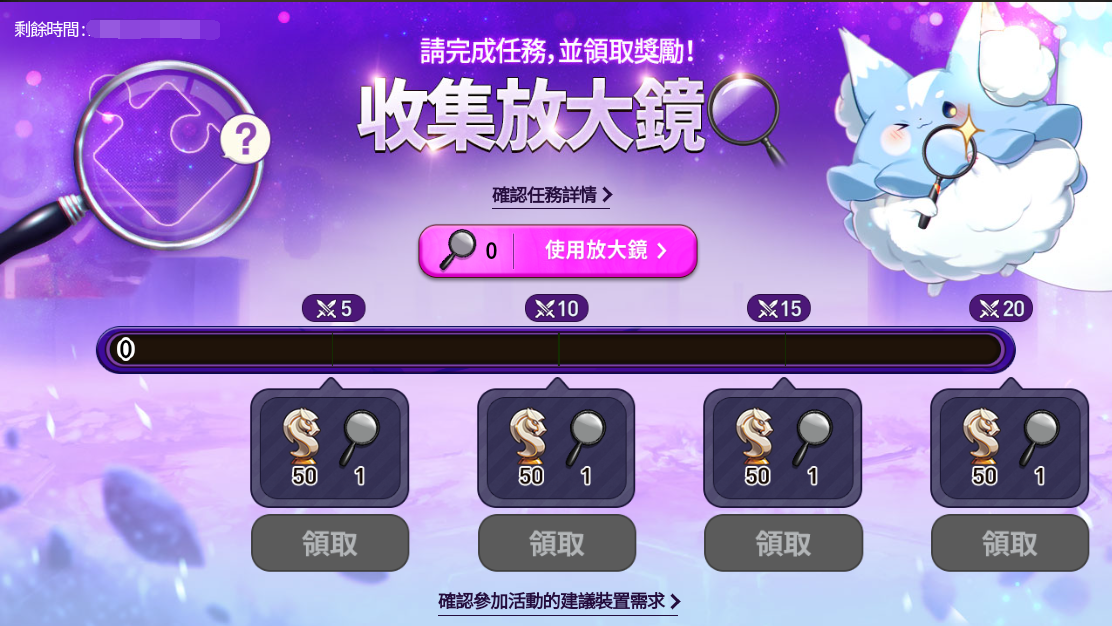 剩餘時間:
請完成任務,並領取獎勵!
收集放大鏡
?
確認任務詳情 >
0 使用放大鏡 >
5 10 15 20
0
50 1 50 1 50 1 50 1
領取 領取 領取 領取
確認參加活動的建議裝置需求 >